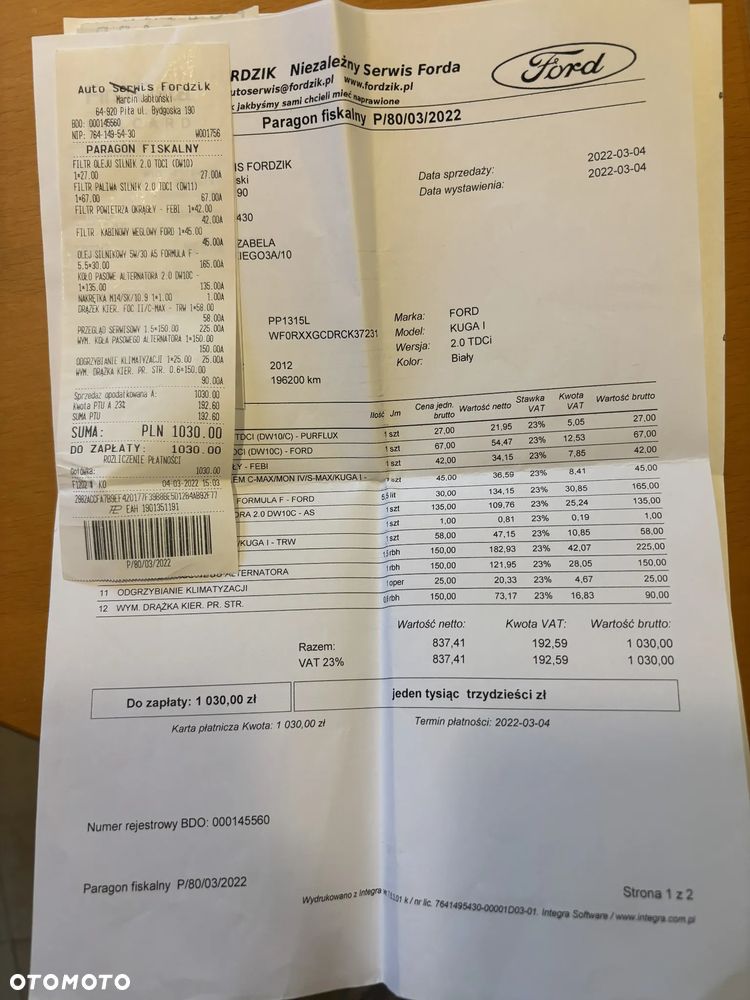 Auto Serwis Fordzik
Marcin Jabłoński
64-920 Piła ul. Bydgoska 190
BDO: 000145560
NIP: 764-149-54-30 W001756
PARAGON FISKALNY
FILTR OLEJU SILNIK 2.0 TDCI (DW10)
1*27.00 27.00A
FILTR PALIWA SILNIK 2.0 TDCI (DW11)
1*67.00 67.00A
FILTR POWIETRZA OKRĄGŁY - FEBI 1*42.00
42.00A
FILTR KABINOWY WĘGLOWY FORD 1*45.00
45.00A
OLEJ SILNIKOWY 5W/30 A5 FORMULA F -
5.5*30.00 165.00A
KOŁO PASOWE ALTERNATORA 2.0 DW10C -
1*135.00 135.00A
NAKRĘTKA M14/SK/10.9 1*1.00 1.00A
DRĄŻEK KIER. FOC II/C-MAX - TRW 1*58.00
58.00A
PRZEGLĄD SERWISOWY 1.5*150.00 225.00A
WYM. KOŁA PASOWEGO ALTERNATORA 1*150.00
150.00A
ODGRZYBIANIE KLIMATYZACJI 1*25.00 25.00A
WYM. DRĄŻKA KIER. PR. STR. 0.6*150.00
90.00A
Sprzedaż opodatkowana A: 1030.00
Kwota PTU A 23% 192.60
SUMA PTU 192.60
SUMA: PLN 1030.00
DO ZAPŁATY: 1030.00
ROZLICZENIE PŁATNOŚCI
Gotówka: 1030.00
04-03-2022 15:03
EAH 1901351191
P/80/03/2022
RDZIK Niezależny Serwis Forda
utoserwis@fordzik.pl www.fordzik.pl
k jakbyśmy sami chcieli mieć naprawione
Ford
Paragon fiskalny P/80/03/2022
IS FORDZIK
ski
90
430
Data sprzedaży: 2022-03-04
Data wystawienia: 2022-03-04
ZABELA
IEGO3A/10
PP1315L
WF0RXXGCDRCK37231
2012
196200 km
Marka: FORD
Model: KUGA I
Wersja: 2.0 TDCi
Kolor: Biały
Ilość Jm Cena jedn. brutto Wartość netto Stawka VAT Kwota VAT Wartość brutto
TDCI (DW10/C) - PURFLUX 1 szt 27,00 21,95 23% 5,05 27,00
DCI (DW10C) - FORD 1 szt 67,00 54,47 23% 12,53 67,00
ŁY - FEBI 1 szt 42,00 34,15 23% 7,85 42,00
EM C-MAX/MON IV/S-MAX/KUGA I - 1 szt 45,00 36,59 23% 8,41 45,00
FORMULA F - FORD 5,5 lit 30,00 134,15 23% 30,85 165,00
ORA 2.0 DW10C - AS 1 szt 135,00 109,76 23% 25,24 135,00
1 szt 1,00 0,81 23% 0,19 1,00
/KUGA I - TRW 1 szt 58,00 47,15 23% 10,85 58,00
1,5 rbh 150,00 182,93 23% 42,07 225,00
ALTERNATORA 1 rbh 150,00 121,95 23% 28,05 150,00
11 ODGRZYBIANIE KLIMATYZACJI 1 oper 25,00 20,33 23% 4,67 25,00
12 WYM. DRĄŻKA KIER. PR. STR. 0,6 rbh 150,00 73,17 23% 16,83 90,00
Wartość netto: Kwota VAT: Wartość brutto:
Razem: 837,41 192,59 1 030,00
VAT 23% 837,41 192,59 1 030,00
Do zapłaty: 1 030,00 zł jeden tysiąc trzydzieści zł
Karta płatnicza Kwota: 1 030,00 zł Termin płatności: 2022-03-04
Numer rejestrowy BDO: 000145560
Paragon fiskalny P/80/03/2022
Strona 1 z 2
Wydrukowano z Integra k / nr lic. 7641495430-00001D03-01. Integra Software / www.integra.com.pl
OTOMOTO